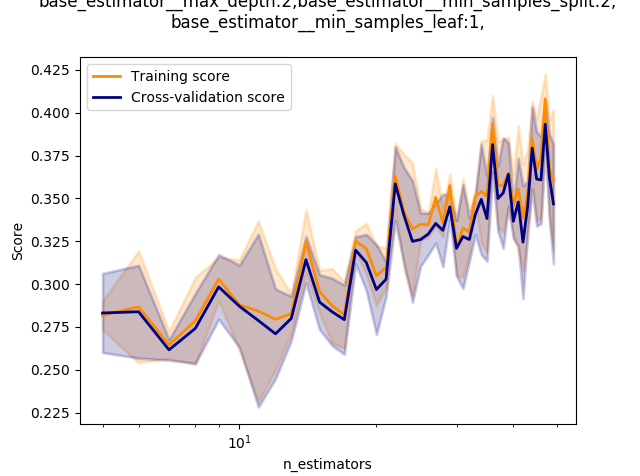 base_estimator__max_depth:2,base_estimator__min_samples_split:2,
base_estimator__min_samples_leaf:1,
Training score
Cross-validation score
0.425
0.400
0.375
0.350
0.325
0.300
0.275
0.250
0.225
Score
10^1
n_estimators